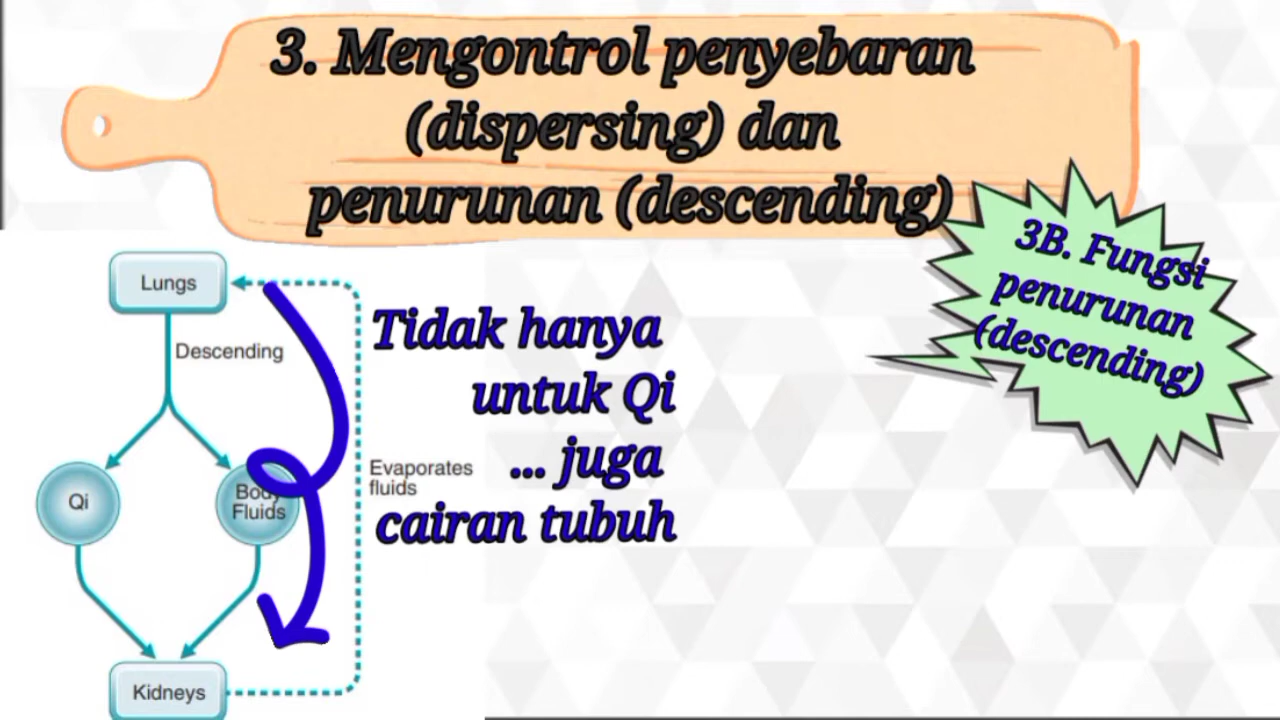 3. Mengontrol penyebaran
(dispersing) dan
penurunan (descending)
3B. Fungsi
penurunan
(descending)
Lungs
Descending
Tidak hanya
untuk Qi
... juga
cairan tubuh
Qi
Body
Fluids
Evaporates
fluids
Kidneys